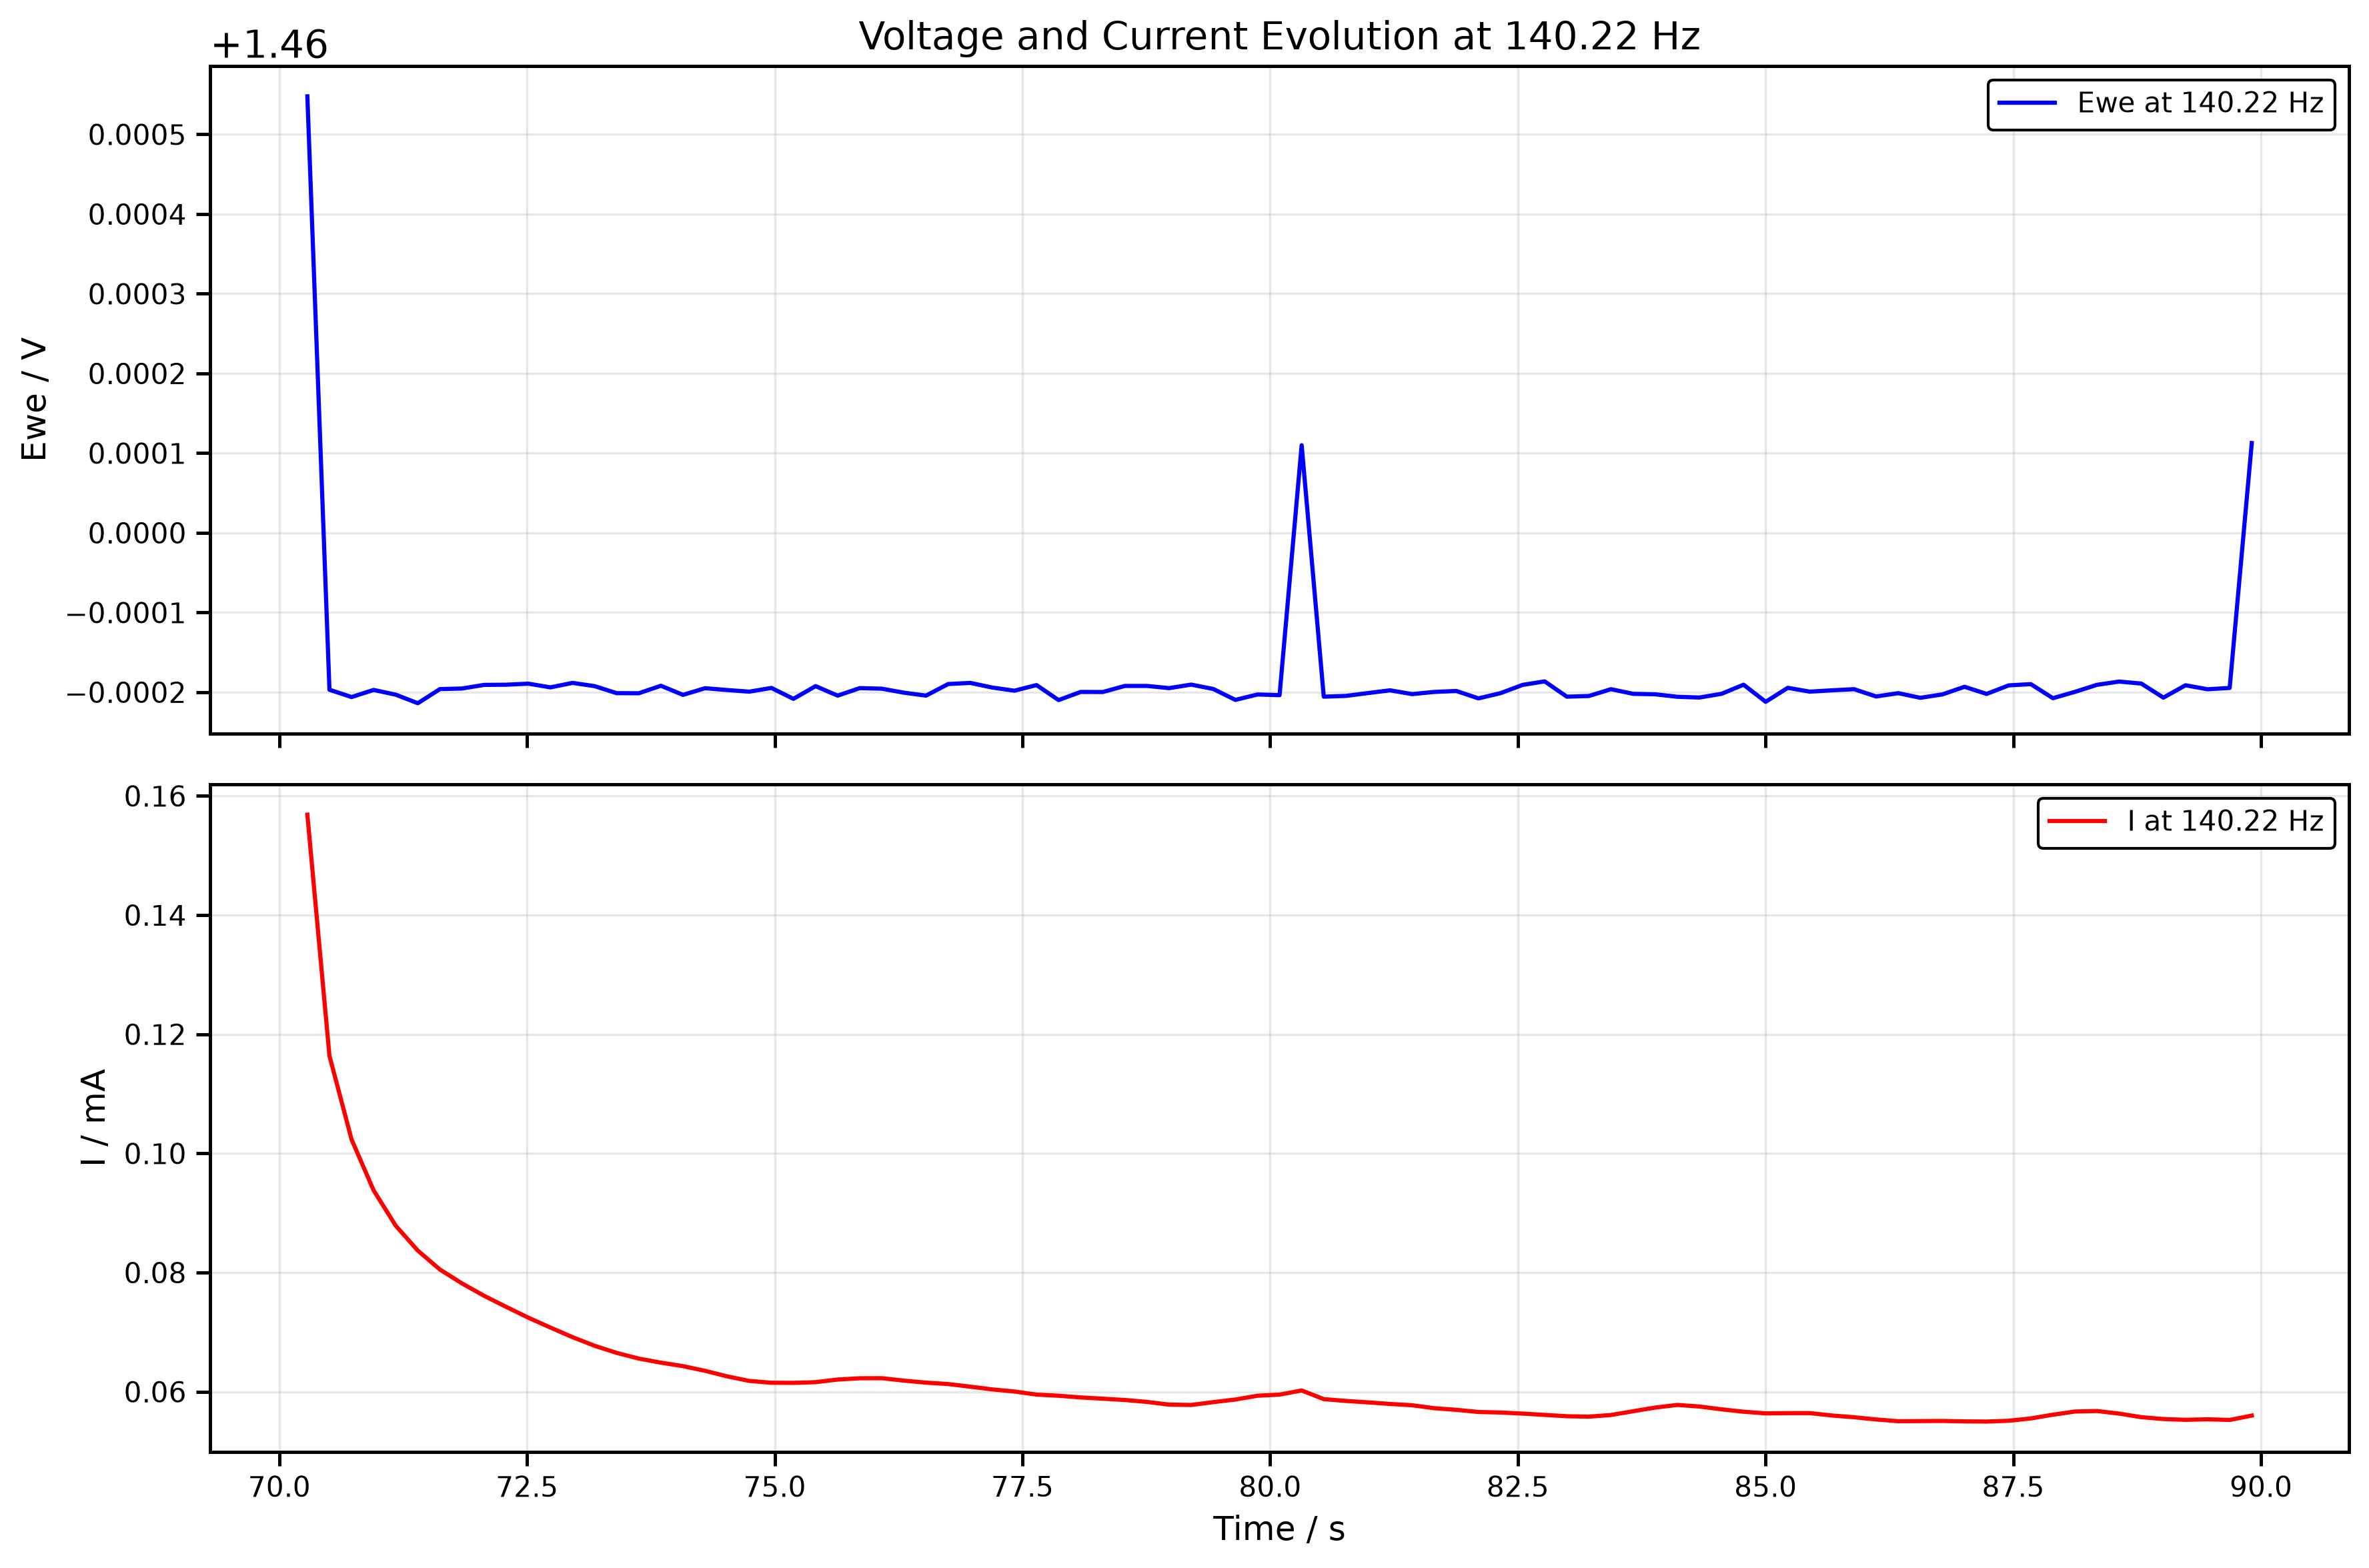 Voltage and Current Evolution at 140.22 Hz
+1.46
Ewe at 140.22 Hz
0.0005
0.0004
0.0003
0.0002
0.0001
0.0000
−0.0001
−0.0002
Ewe / V
I at 140.22 Hz
0.16
0.14
0.12
0.10
0.08
0.06
I / mA
70.0 72.5 75.0 77.5 80.0 82.5 85.0 87.5 90.0
Time / s